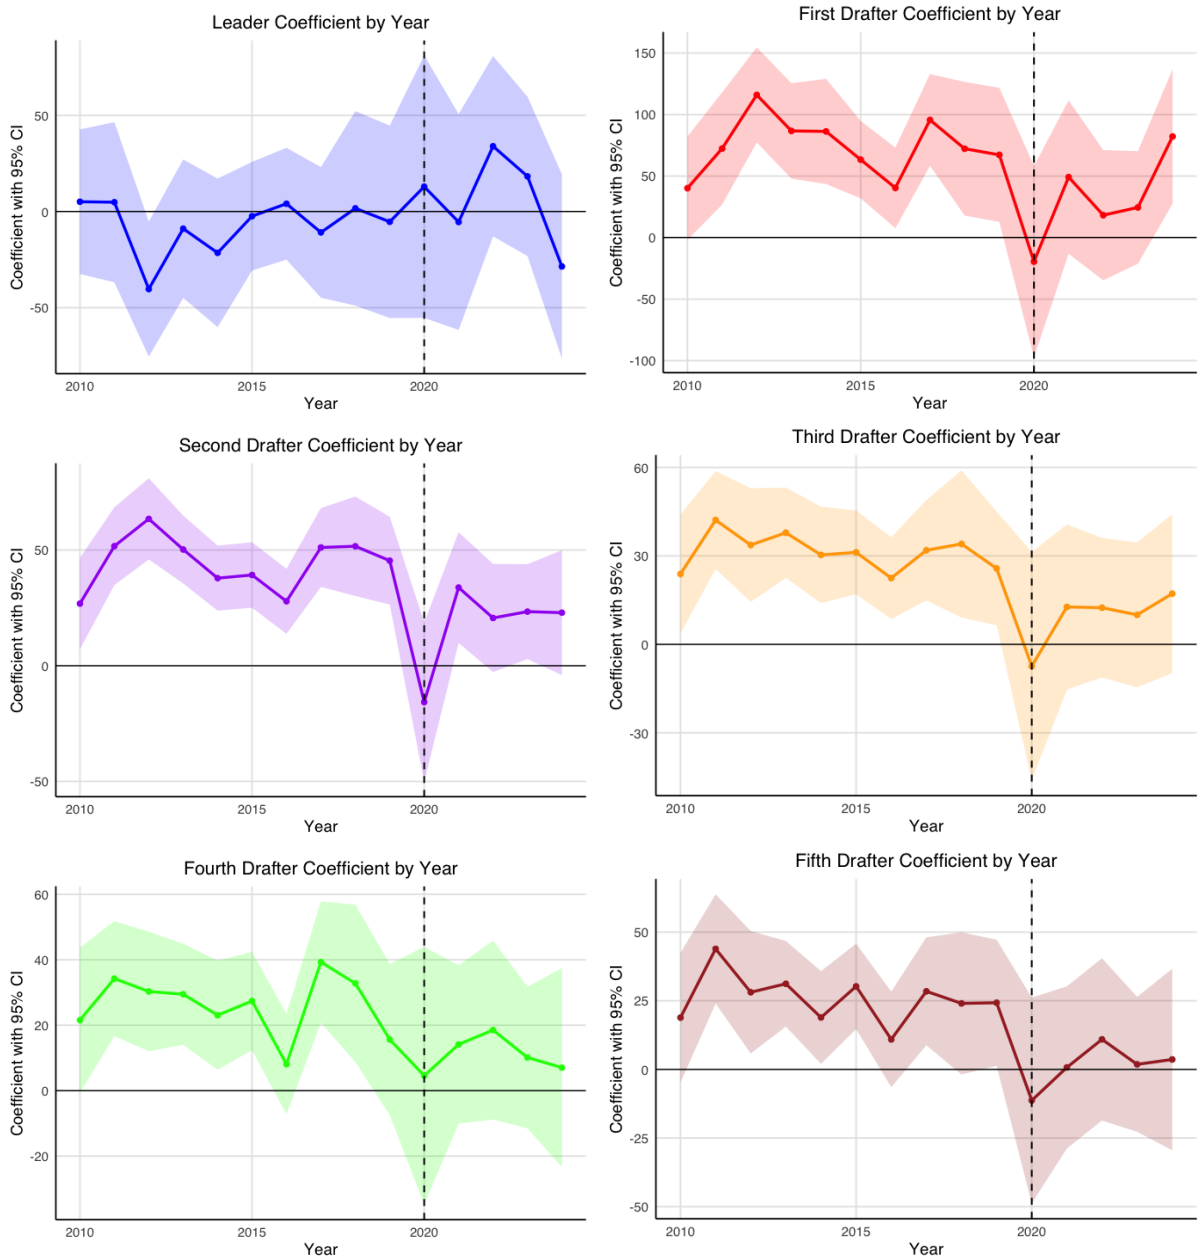 Leader Coefficient by Year
Coefficient with 95% CI
50
0
-50
2010
2015
2020
Year
First Drafter Coefficient by Year
Coefficient with 95% CI
150
100
50
0
-50
-100
2010
2015
2020
Year
Second Drafter Coefficient by Year
Coefficient with 95% CI
50
0
-50
2010
2015
2020
Year
Third Drafter Coefficient by Year
Coefficient with 95% CI
60
30
0
-30
2010
2015
2020
Year
Fourth Drafter Coefficient by Year
Coefficient with 95% CI
60
40
20
0
-20
2010
2015
2020
Year
Fifth Drafter Coefficient by Year
Coefficient with 95% CI
50
25
0
-25
-50
2010
2015
2020
Year